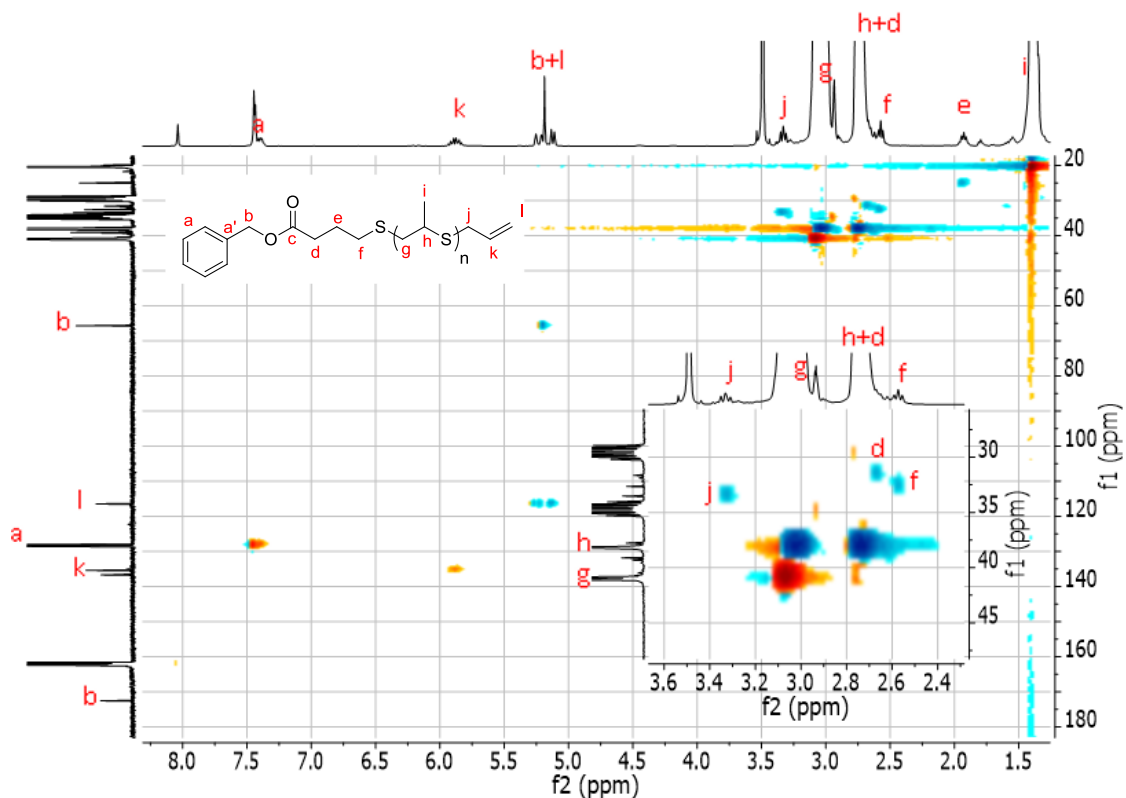 h+d
b+l
g
i
j
f
k
e
a
20
40
60
80
100
120
140
160
180
f1 (ppm)
i
a
b
O
e
j
l
a'
S
h
S
O
c
d
f
g
n
k
b
l
a
k
b
h+d
j
g
f
d
j
f
h
g
30
35
40
45
f1 (ppm)
3.6 3.4 3.2 3.0 2.8 2.6 2.4
f2 (ppm)
8.0 7.5 7.0 6.5 6.0 5.5 5.0 4.5 4.0 3.5 3.0 2.5 2.0 1.5
f2 (ppm)